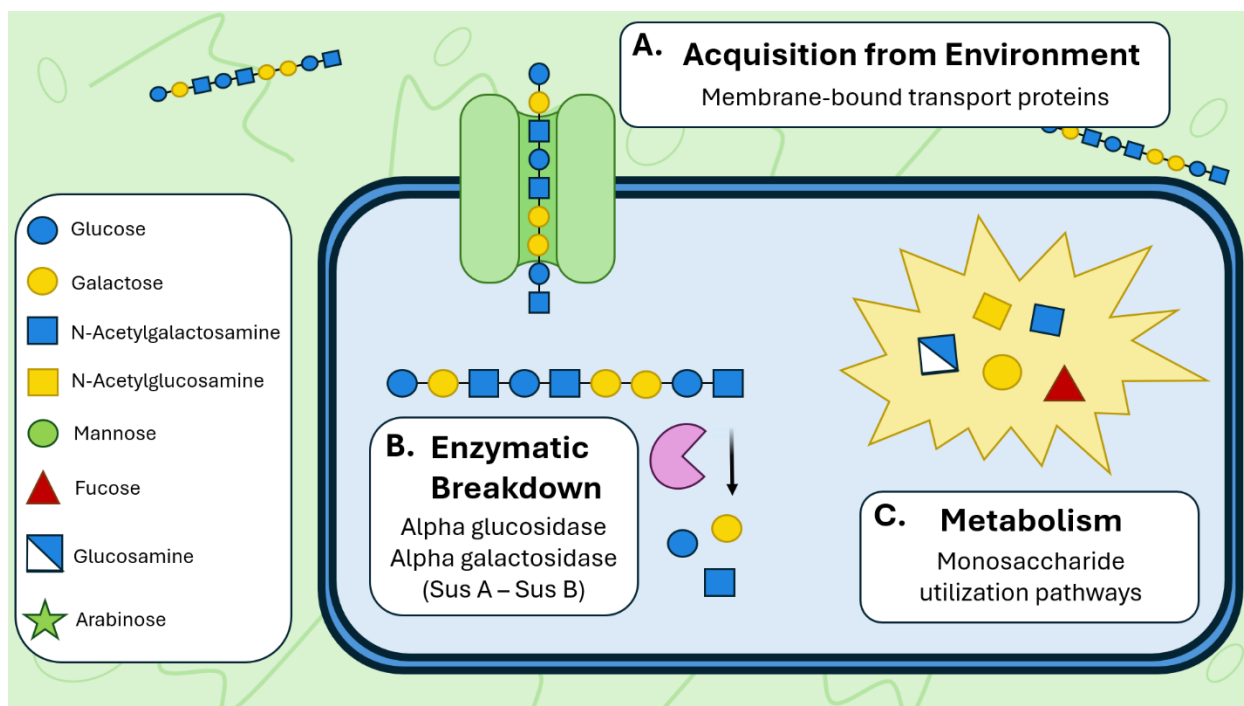 A. Acquisition from Environment
Membrane-bound transport proteins
Glucose
Galactose
N-Acetylgalactosamine
N-Acetylglucosamine
Mannose
Fucose
Glucosamine
Arabinose
B. Enzymatic
Breakdown
Alpha glucosidase
Alpha galactosidase
(Sus A – Sus B)
C. Metabolism
Monosaccharide
utilization pathways